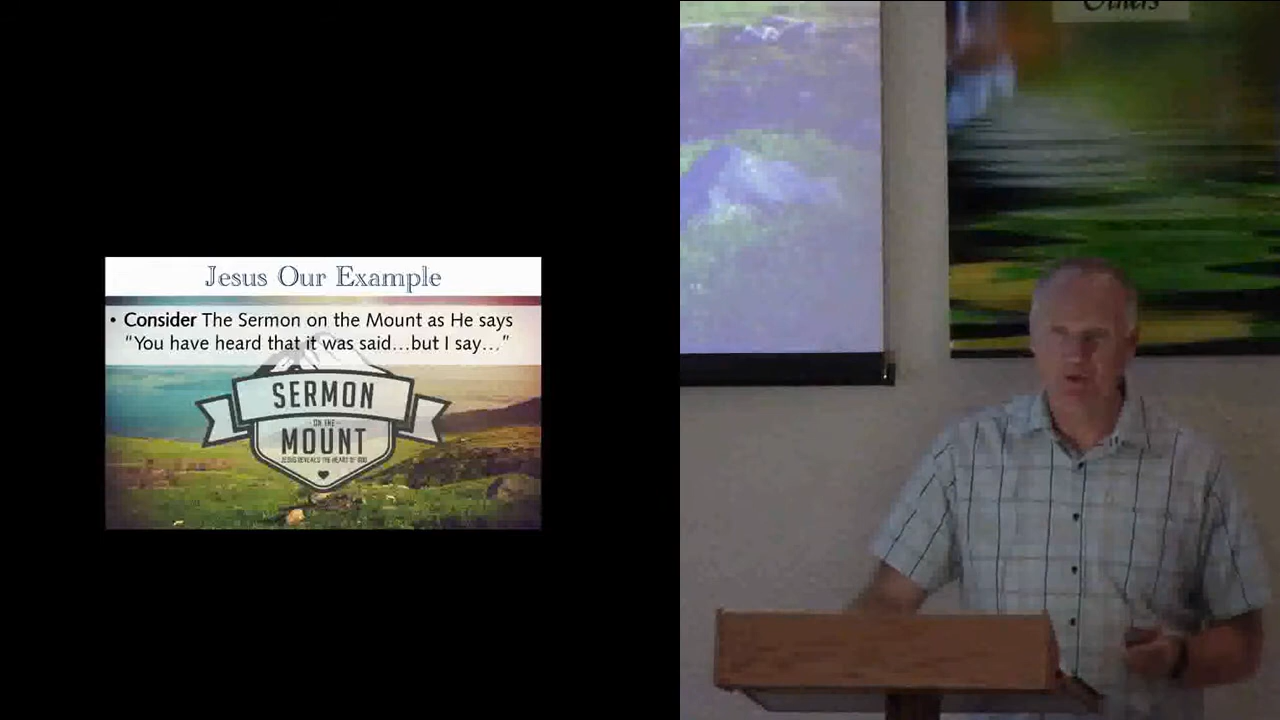 Jesus Our Example
• Consider The Sermon on the Mount as He says
“You have heard that it was said...but I say...”
SERMON
- ON THE -
MOUNT
JESUS REVEALS THE HEART OF GOD
Others